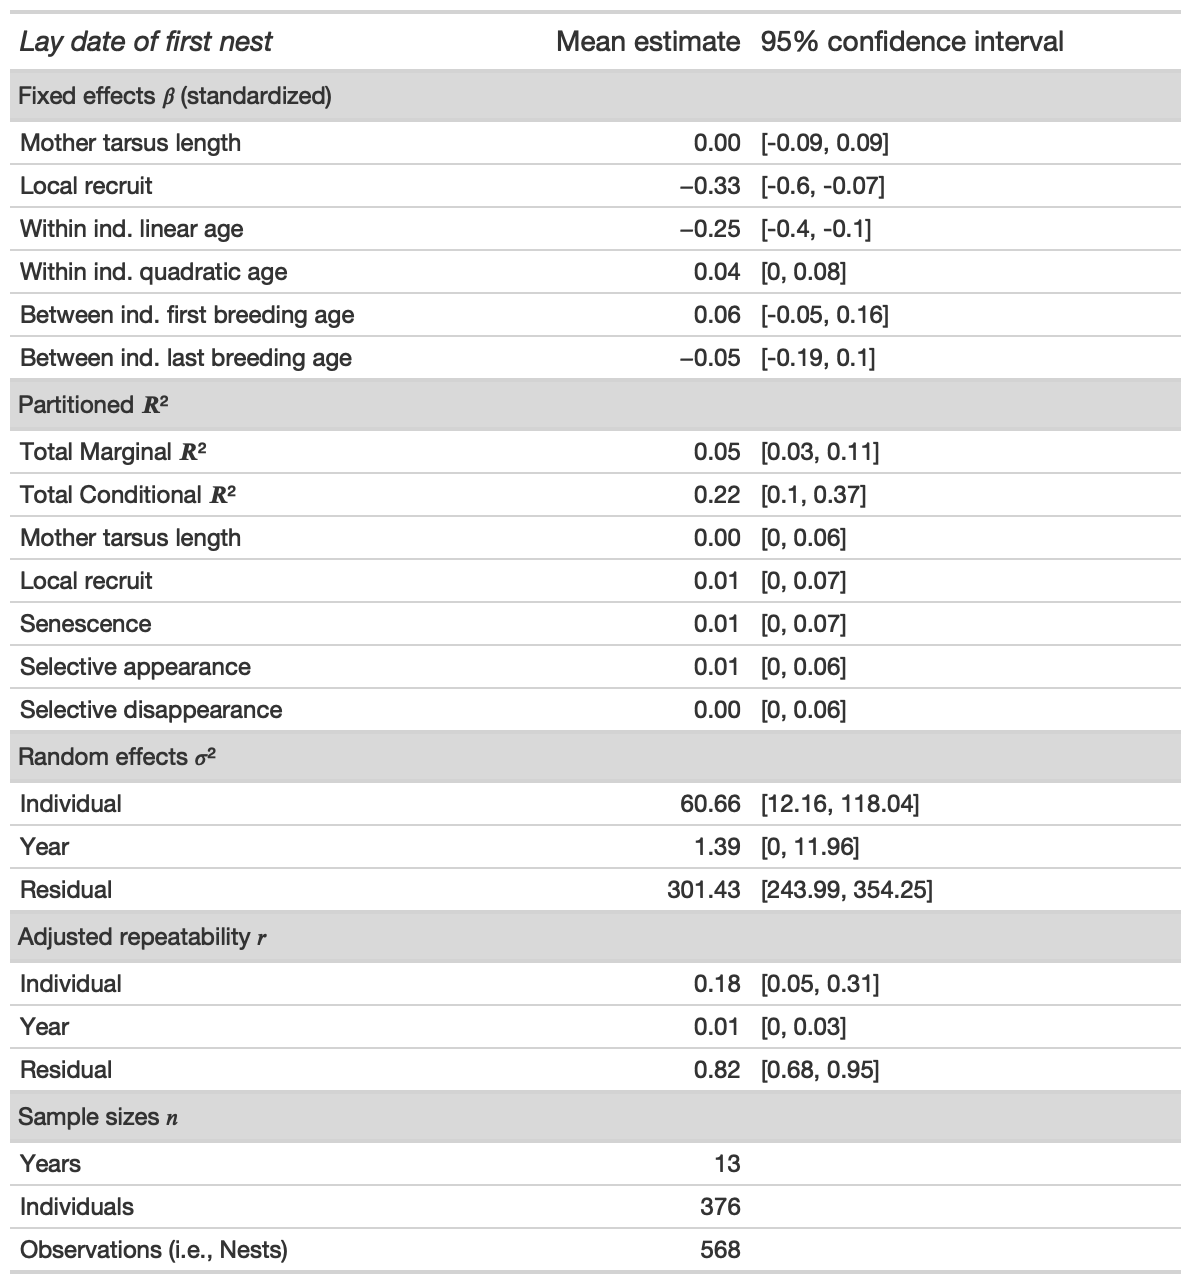 Lay date of first nest Mean estimate 95% confidence interval
Fixed effects β (standardized)
Mother tarsus length 0.00 [-0.09, 0.09]
Local recruit −0.33 [-0.6, -0.07]
Within ind. linear age −0.25 [-0.4, -0.1]
Within ind. quadratic age 0.04 [0, 0.08]
Between ind. first breeding age 0.06 [-0.05, 0.16]
Between ind. last breeding age −0.05 [-0.19, 0.1]
Partitioned R²
Total Marginal R² 0.05 [0.03, 0.11]
Total Conditional R² 0.22 [0.1, 0.37]
Mother tarsus length 0.00 [0, 0.06]
Local recruit 0.01 [0, 0.07]
Senescence 0.01 [0, 0.07]
Selective appearance 0.01 [0, 0.06]
Selective disappearance 0.00 [0, 0.06]
Random effects σ²
Individual 60.66 [12.16, 118.04]
Year 1.39 [0, 11.96]
Residual 301.43 [243.99, 354.25]
Adjusted repeatability r
Individual 0.18 [0.05, 0.31]
Year 0.01 [0, 0.03]
Residual 0.82 [0.68, 0.95]
Sample sizes n
Years 13
Individuals 376
Observations (i.e., Nests) 568